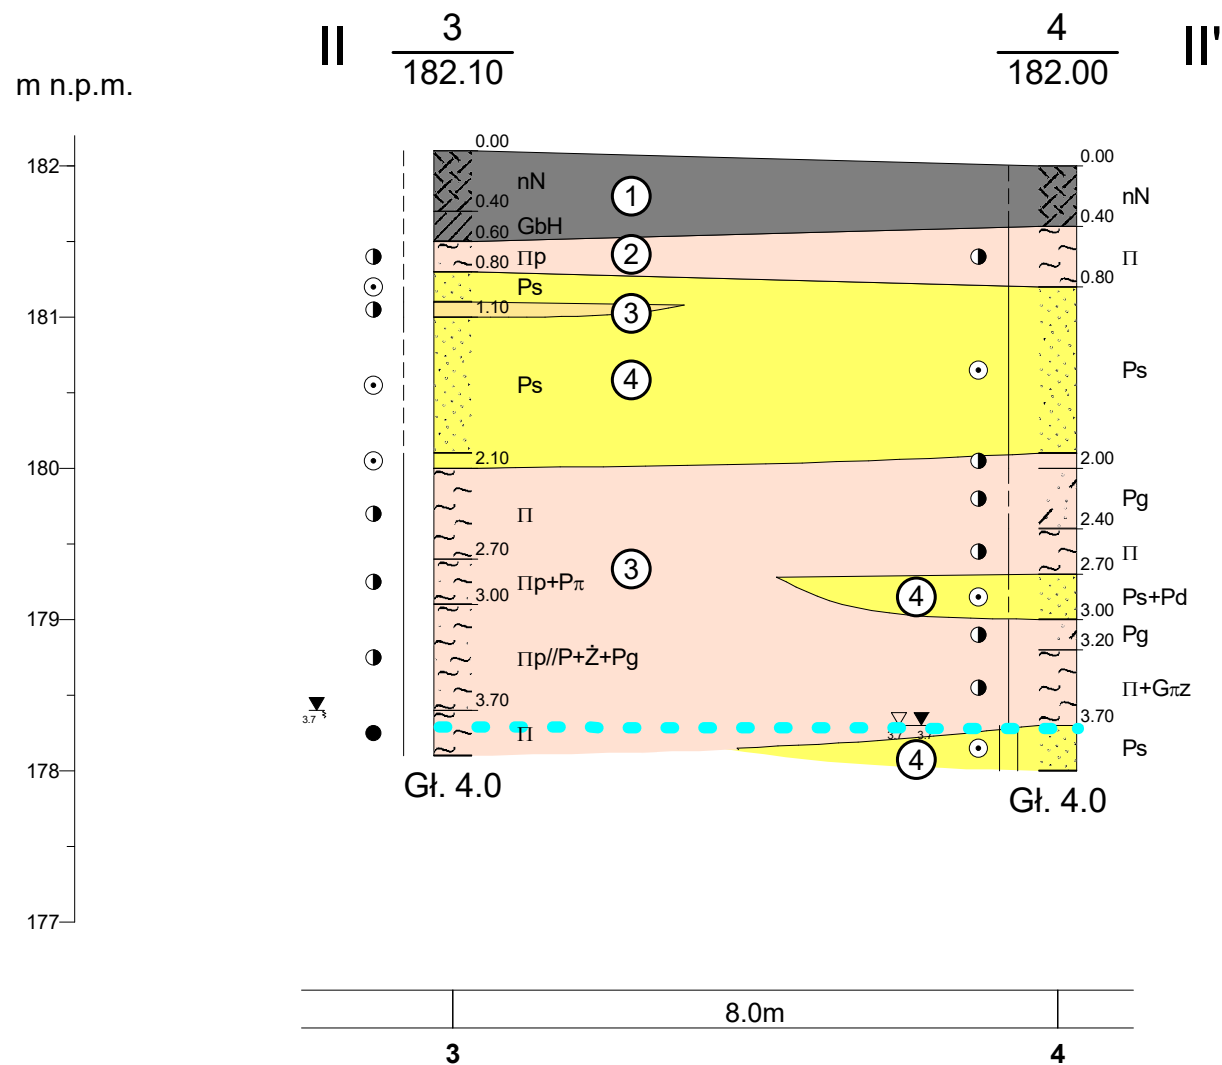 II 3 4 II'
182.10 182.00
m n.p.m.
0.00
182 0.00
nN
1 nN
0.40 0.40
GbH
0.60
2
Πp Π
0.80 0.80
Ps
1.10 3
181
4 Ps
Ps
2.10 2.00
180
Pg
Π 2.40
2.70 Π
3 2.70
Πp+Pπ
3.00 4 Ps+Pd
3.00
179
3.20 Pg
Πp//P+Ż+Pg
Π+Gπz
3.70 3.70
3.7 3.7 3.7
Π
4 Ps
178
Gł. 4.0 Gł. 4.0
177
8.0m
3 4